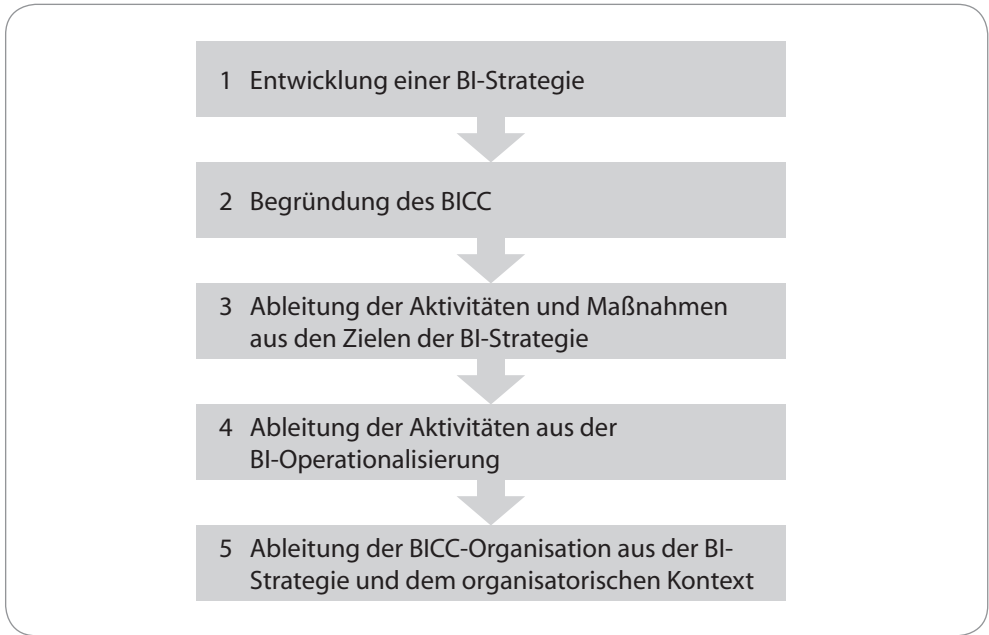 1 Entwicklung einer BI-Strategie
2 Begründung des BICC
3 Ableitung der Aktivitäten und Maßnahmen
aus den Zielen der BI-Strategie
4 Ableitung der Aktivitäten aus der
BI-Operationalisierung
5 Ableitung der BICC-Organisation aus der BI-
Strategie und dem organisatorischen Kontext